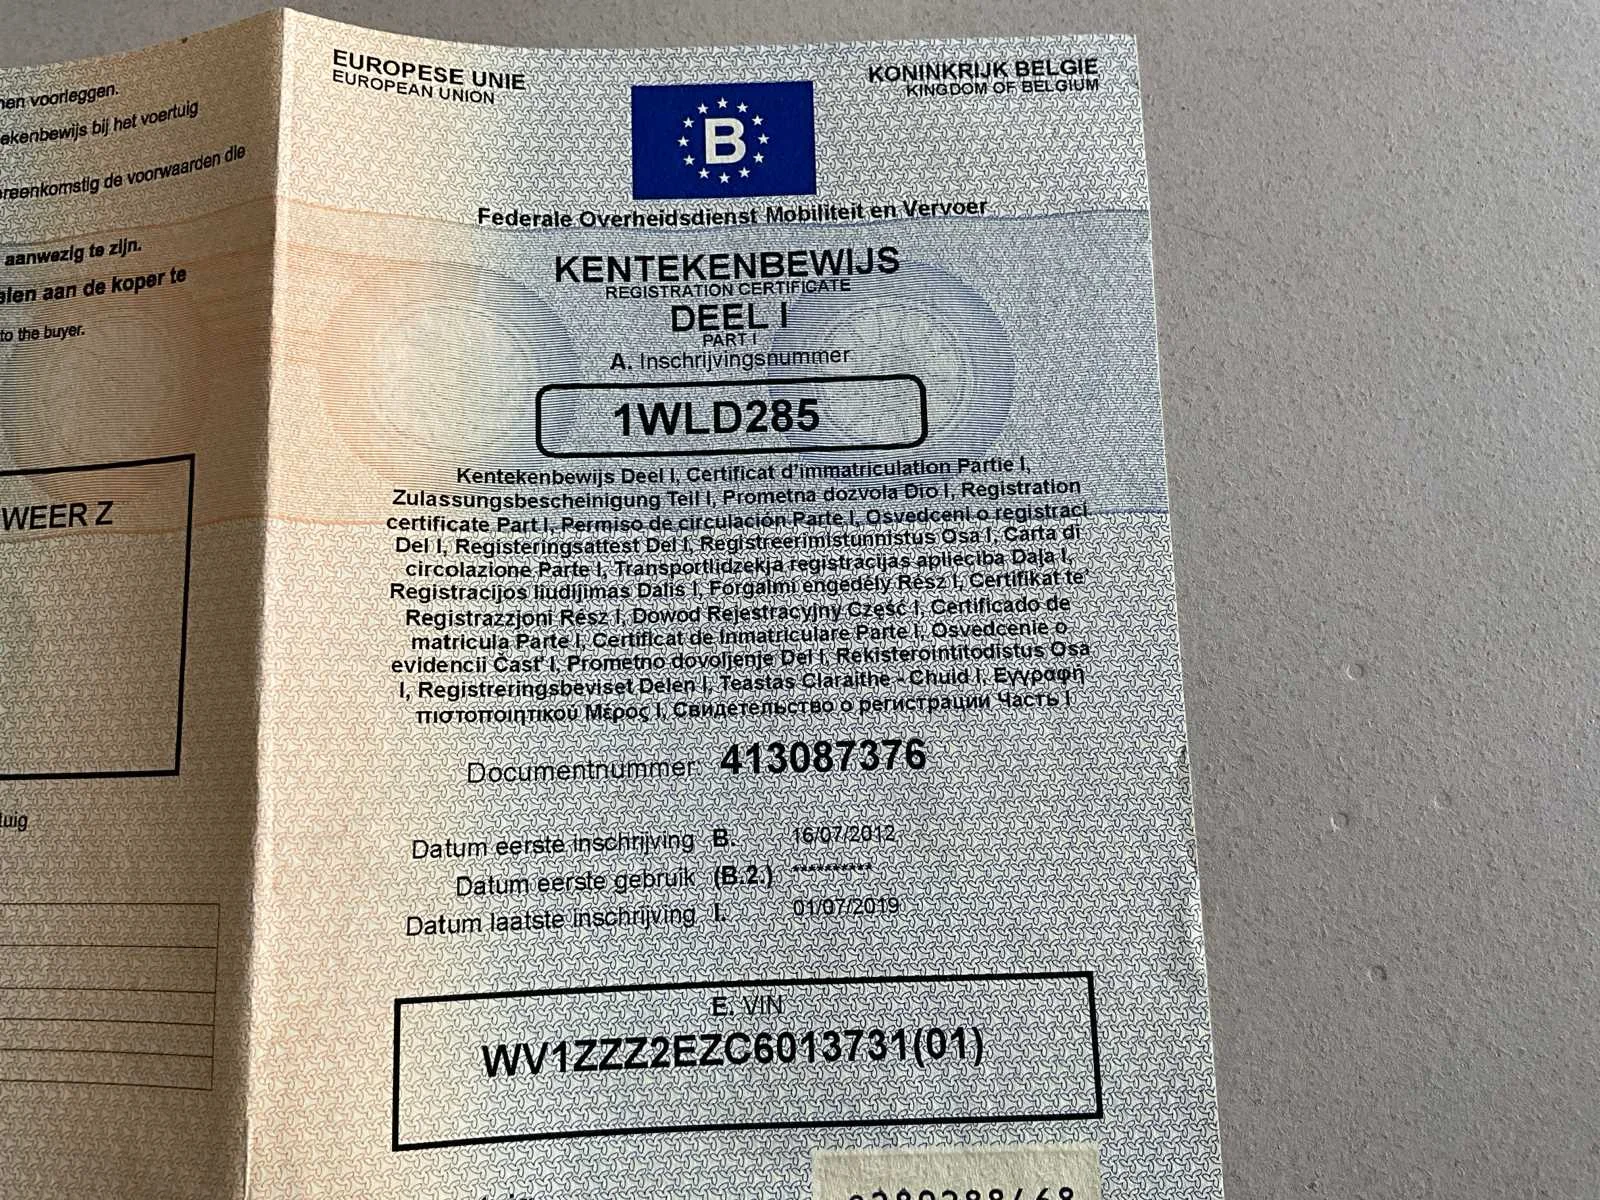 nen voorleggen.
ekenbewijs bij het voertuig
reenkomstig de voorwaarden die
aanwezig te zijn.
elen aan de koper te
to the buyer.
WEER Z
tuig
EUROPESE UNIE
EUROPEAN UNION
KONINKRIJK BELGIE
KINGDOM OF BELGIUM
B
Federale Overheidsdienst Mobiliteit en Vervoer
KENTEKENBEWIJS
REGISTRATION CERTIFICATE
DEEL I
PART I
A. Inschrijvingsnummer
1WLD285
Kentekenbewijs Deel I, Certificat d'immatriculation Partie I,
Zulassungsbescheinigung Teil I, Prometna dozvola Dio I, Registration
certificate Part I, Permiso de circulación Parte I, Osvedceni o registraci
Del I, Registeringsattest Del I, Registreerimistunnistus Osa I, Carta di
circolazione Parte I, Transportlidzekja registracijas aplieciba Daļa I,
Registracijos liudijimas Dalis I, Forgalmi engedély Rész I, Certifikat te'
Registrazzjoni Rész I, Dowod Rejestracyjny Część I, Certificado de
matricula Parte I, Certificat de Inmatriculare Parte I, Osvedcenie o
evidencii Časť I, Prometno dovoljenje Del I, Rekisterointitodistus Osa
I, Registreringsbeviset Delen I, Teastas Claraithe - Chuid I, Εγγραφή
πιστοποιητικού Μέρος I, Свидетельство о регистрации Часть I
Documentnummer: 413087376
Datum eerste inschrijving B. 16/07/2012
Datum eerste gebruik (B.2.) **********
Datum laatste inschrijving I. 01/07/2019
E. VIN
WV1ZZZ2EZC6013731(01)